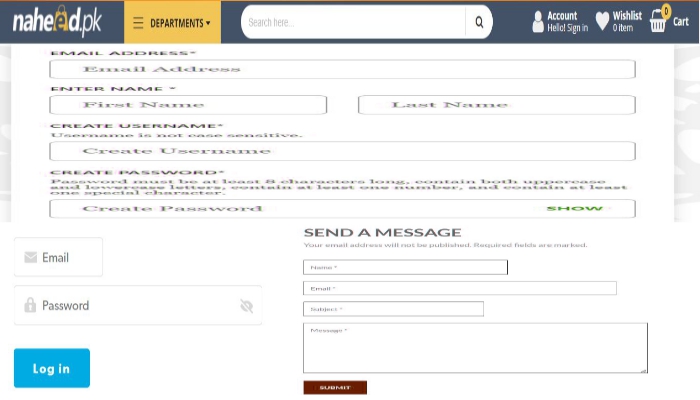 naheed.pk
DEPARTMENTS
Search here...
Account
Hello! Sign in
Wishlist
0 item
0
Cart
EMAIL ADDRESS*
Email Address
ENTER NAME *
First Name
Last Name
CREATE USERNAME*
Username is not case sensitive.
Create Username
CREATE PASSWORD*
Password must be at least 8 characters long, contain both uppercase
and lowercase letters, contain at least one number, and contain at least
one special character.
Create Password
SHOW
Email
Password
Log in
SEND A MESSAGE
Your email address will not be published. Required fields are marked.
Name *
Email *
Subject *
Message *
SUBMIT